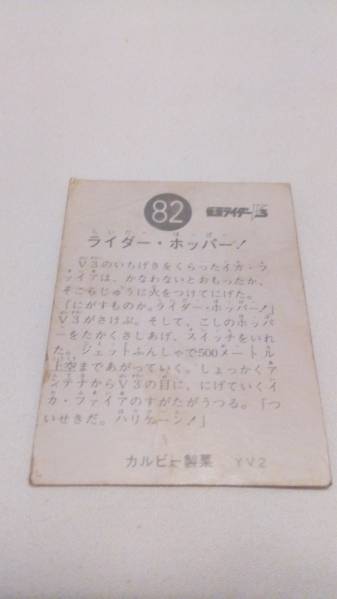 82
仮面ライダーV3
ライダー・ホッパー!
V3のいちげきをくらったイカ・フ
ァイアは、かなわないとおもったか、
そこらじゅうに火をつけてにげた。
「にがすものか。ライダー・ホッパー!」
V3がさけぶ。そして、こしのホッパ
ーをたかくさしあげ、スイッチをいれ
た。ジェットふんしゃで500メートル
上空まであがっていく。しょっかくア
ンテナからV3の目に、にげていくイ
カ・ファイアのすがたがうつる。「つ
いせきだ。ハリケーン!」
カルビー製菓 YV2